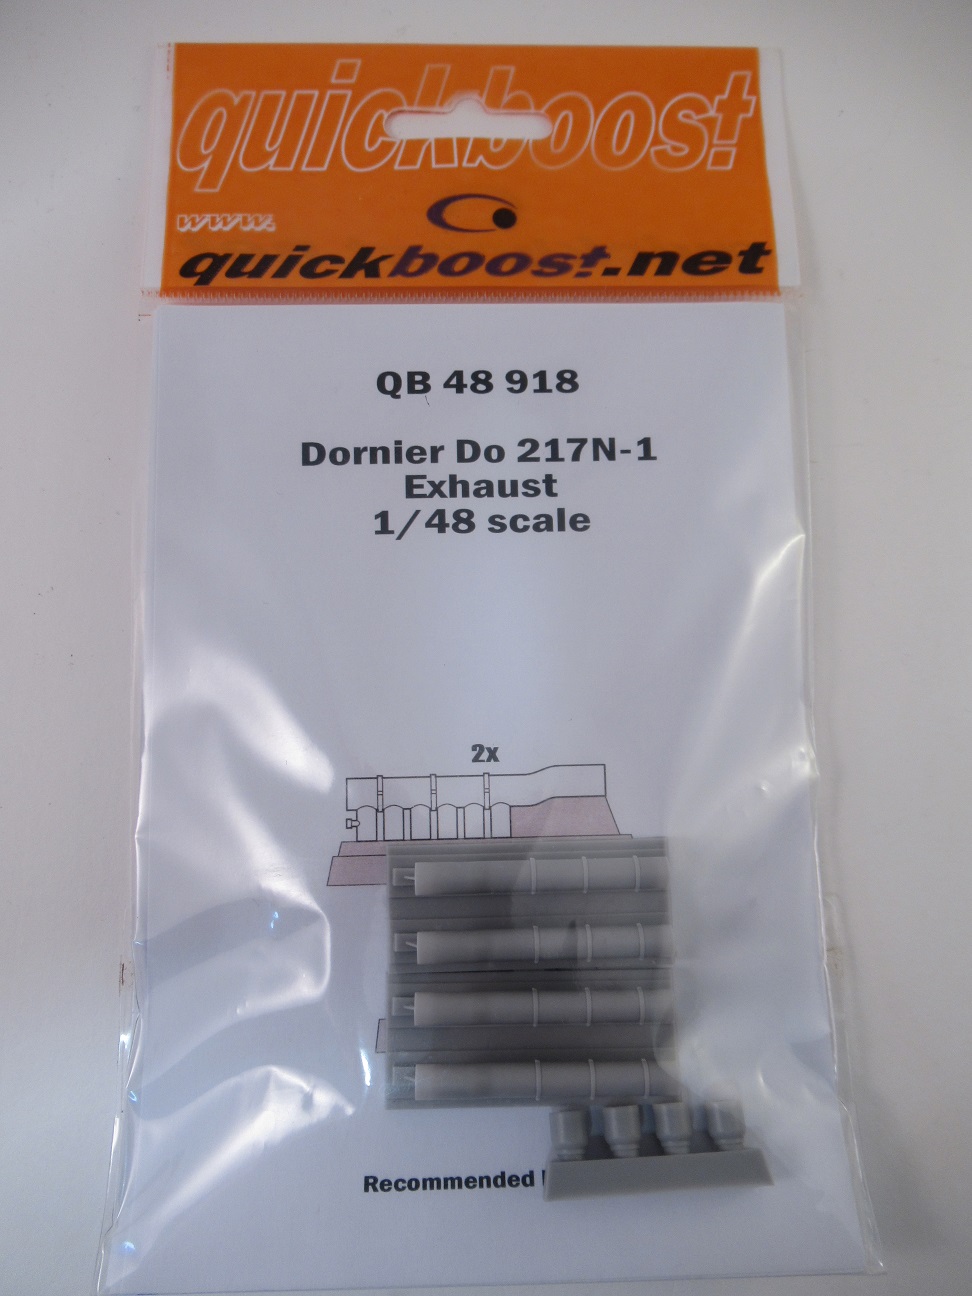 quickboost
www.
quickboost.net
QB 48 918
Dornier Do 217N-1
Exhaust
1/48 scale
2x
Recommended